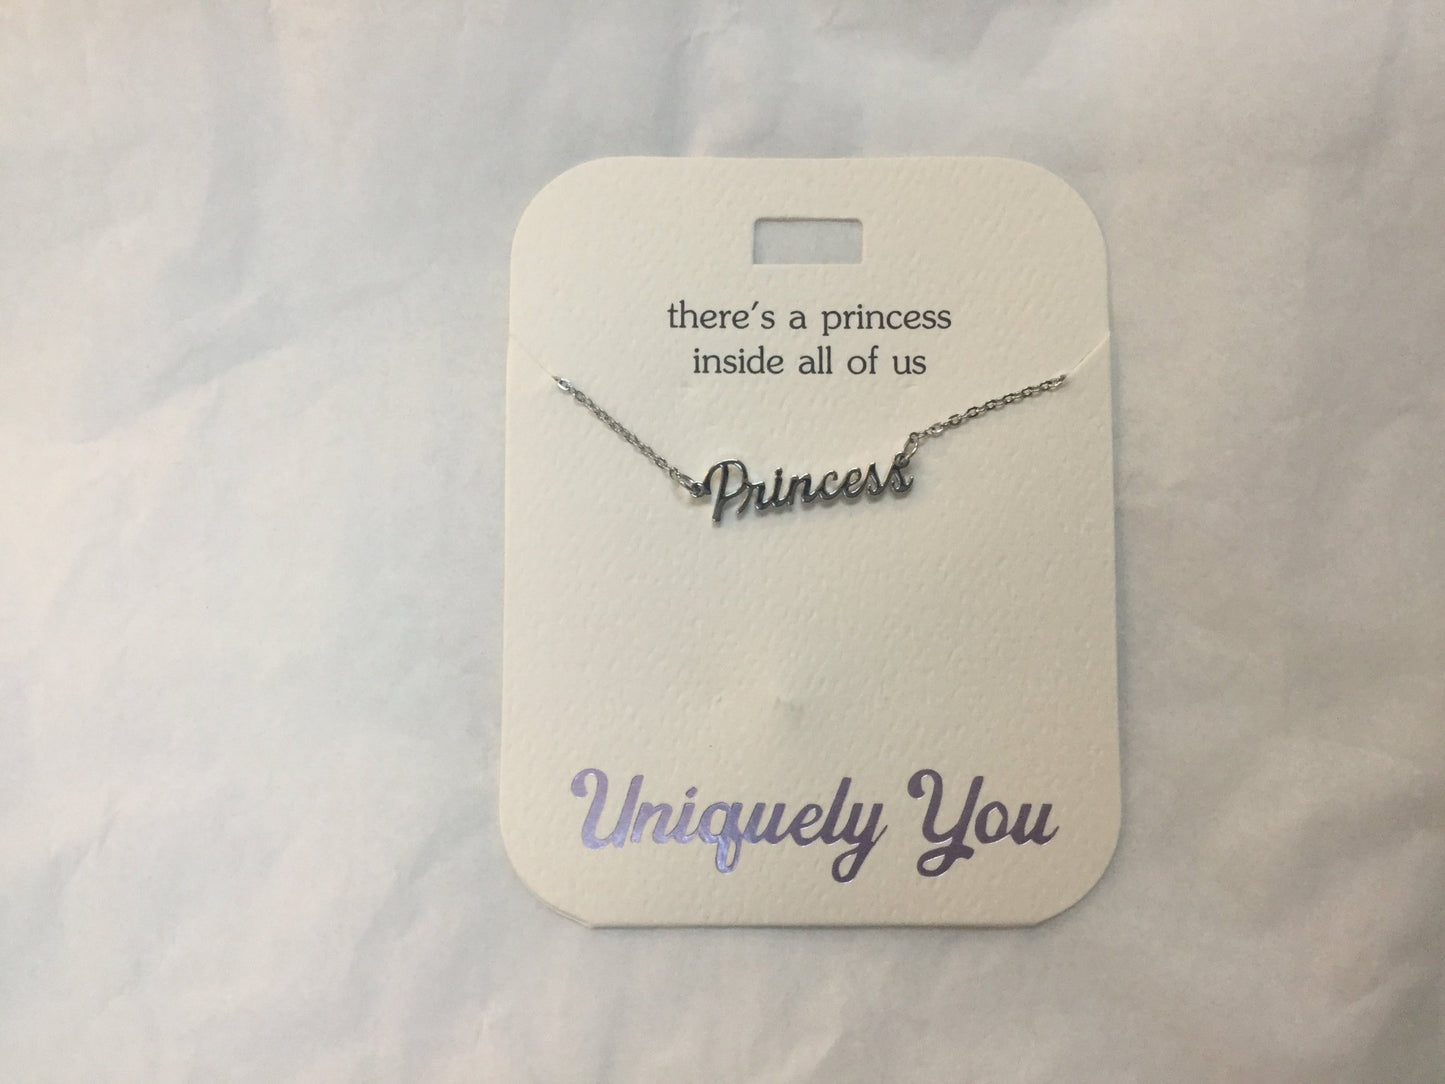 there's a princess
inside all of us
Princess
Uniquely You